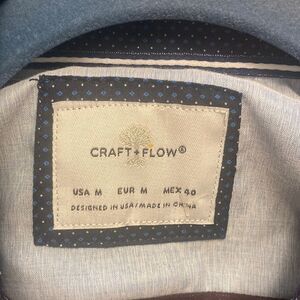 CRAFT+FLOW®
USA M EUR M MEX 40
DESIGNED IN USA/MADE IN CHINA